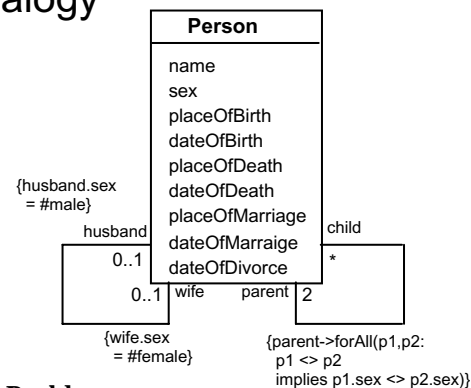 alogy
Person
name
sex
placeOfBirth
dateOfBirth
placeOfDeath
dateOfDeath
placeOfMarriage
dateOfMarraige
dateOfDivorce
{husband.sex
= #male}
husband
0..1
0..1
wife
parent
2
child
*
{wife.sex
= #female}
{parent->forAll(p1,p2:
p1 <> p2
implies p1.sex <> p2.sex)}